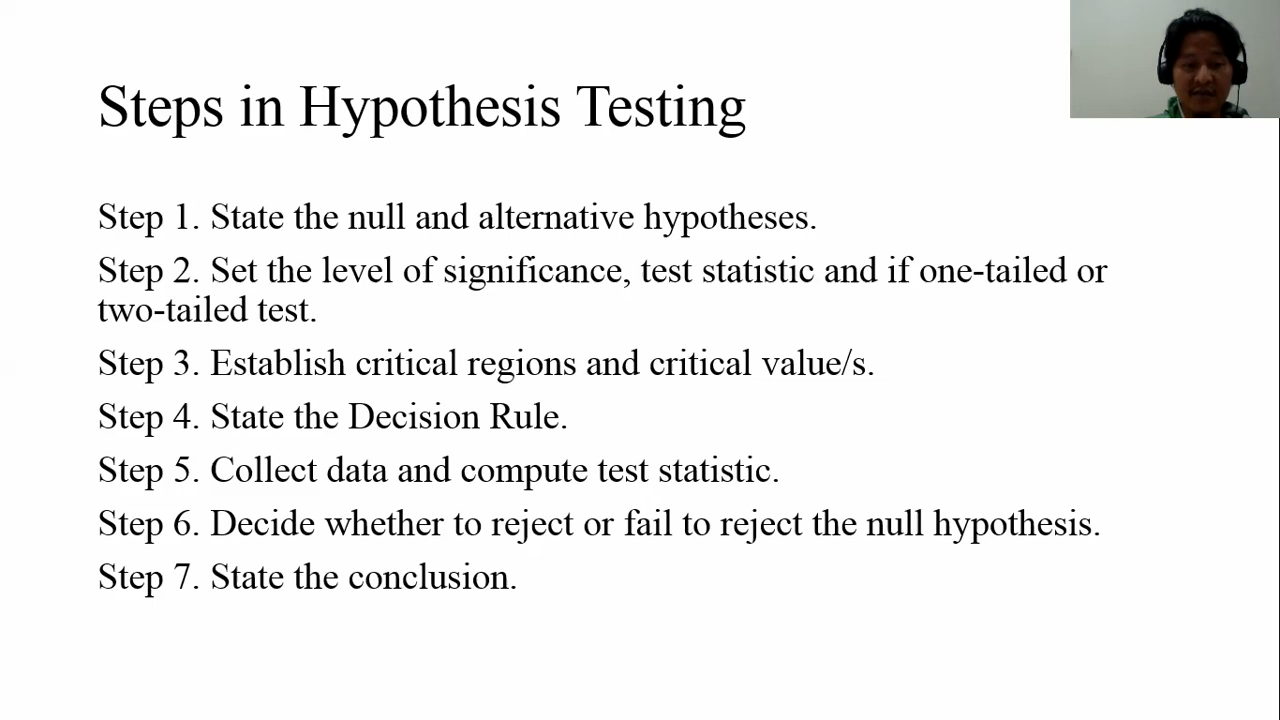 Steps in Hypothesis Testing
Step 1. State the null and alternative hypotheses.
Step 2. Set the level of significance, test statistic and if one-tailed or
two-tailed test.
Step 3. Establish critical regions and critical value/s.
Step 4. State the Decision Rule.
Step 5. Collect data and compute test statistic.
Step 6. Decide whether to reject or fail to reject the null hypothesis.
Step 7. State the conclusion.